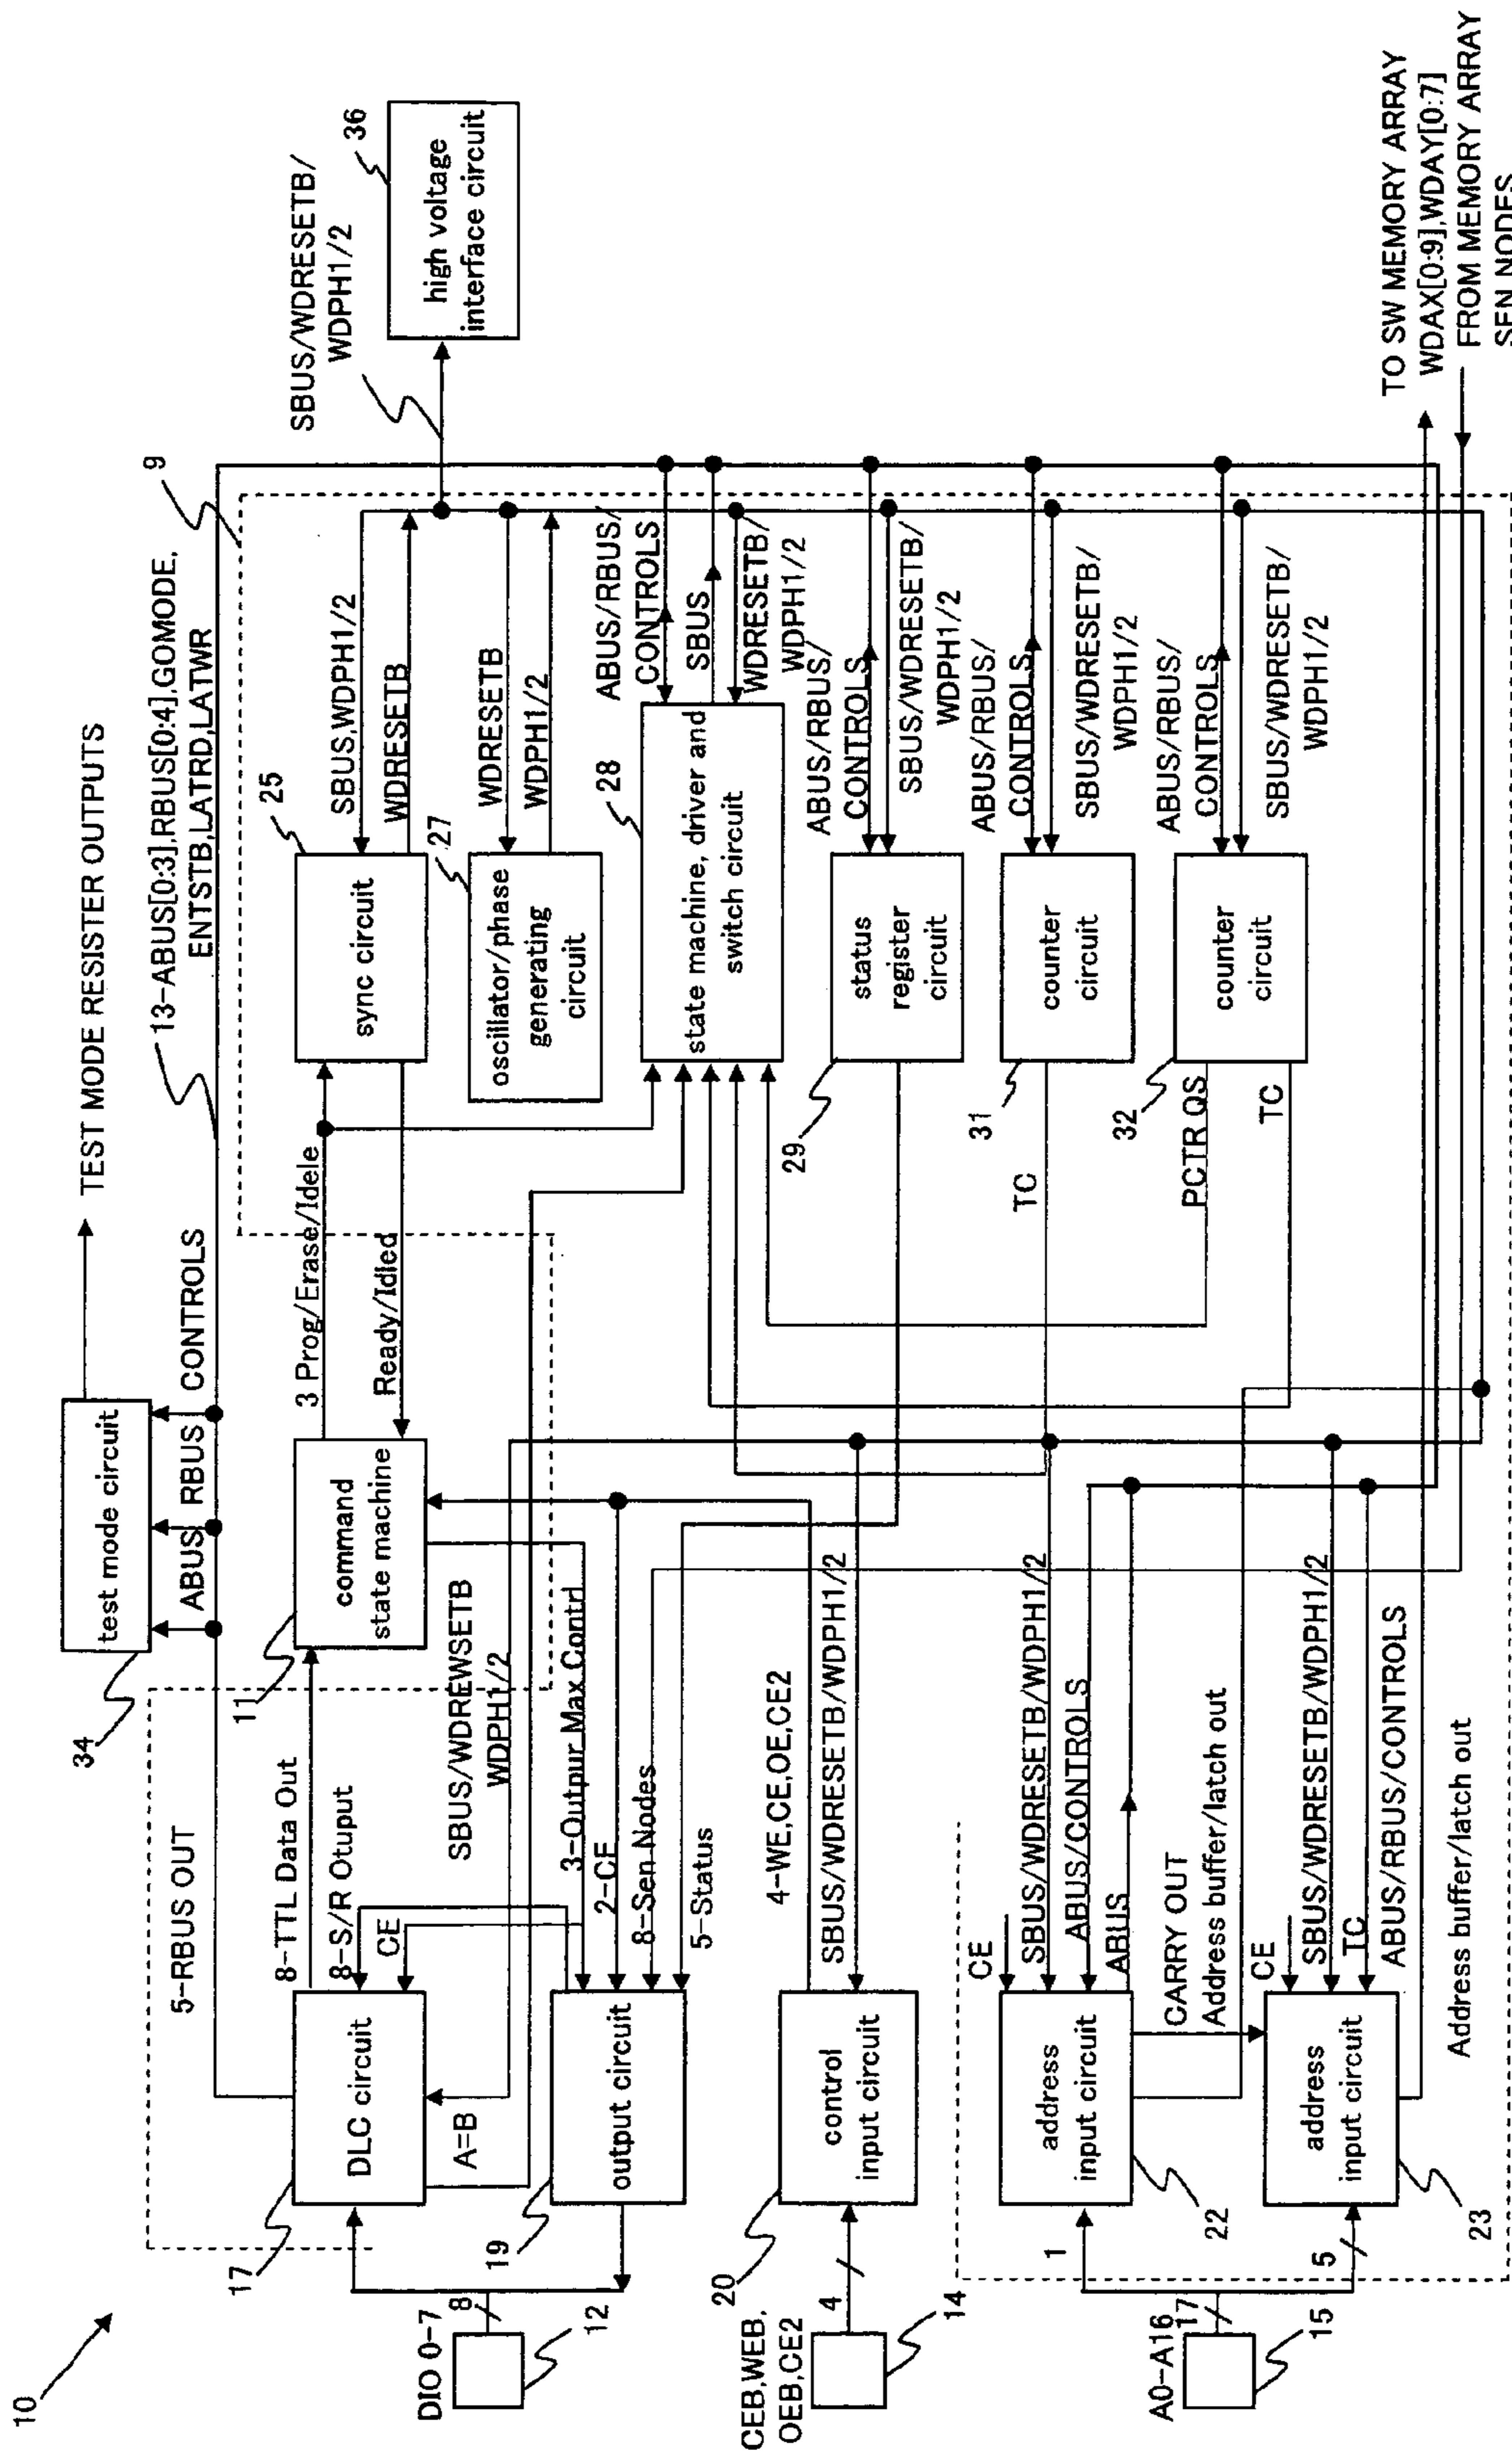 10
34
test mode circuit
TEST MODE RESISTER OUTPUTS
ABUS
RBUS
CONTROLS
13-ABUS[0:3],RBUS[0:4],GOMODE,
ENTSTB,LATRD,LATWR
9
SBUS/WDRESETB/
WDPH1/2
36
high voltage
interface circuit
5-RBUS OUT
17
DLC circuit
8-TTL Data Out
8-S/R Otuput
CE
A=B
11
command
state machine
3 Prog/Erase/Idele
Ready/Idled
25
sync circuit
SBUS,WDPH1/2
WDRESETB
27
oscillator/phase
generating
circuit
WDRESETB
WDPH1/2
DIO 0-7
8
12
SBUS/WDREWSETB
WDPH1/2
19
output circuit
3-Outpur Max Contrl
2-CE
8-Sen Nodes
5-Status
28
state machine, driver and
switch circuit
ABUS/RBUS/
CONTROLS
SBUS
WDRESETB/
WDPH1/2
CEB,WEB,
OEB,CE2
4
14
20
control
input circuit
4-WE,CE,OE,CE2
SBUS/WDRESETB/WDPH1/2
29
status
register
circuit
ABUS/RBUS/
CONTROLS
SBUS/WDRESETB/
WDPH1/2
TC
31
counter
circuit
ABUS/RBUS/
CONTROLS
SBUS/WDRESETB/
WDPH1/2
PCTR QS
TC
32
counter
circuit
ABUS/RBUS/
CONTROLS
SBUS/WDRESETB/
WDPH1/2
A0-A16
17
15
1
5
22
address
input circuit
CE
SBUS/WDRESETB/WDPH1/2
ABUS/CONTROLS
ABUS
CARRY OUT
Address buffer/latch out
23
address
input circuit
CE
SBUS/WDRESETB/WDPH1/2
TC
ABUS/RBUS/CONTROLS
Address buffer/latch out
TO SW MEMORY ARRAY
WDAX[0:9],WDAY[0:7]
FROM MEMORY ARRAY
SEN NODES